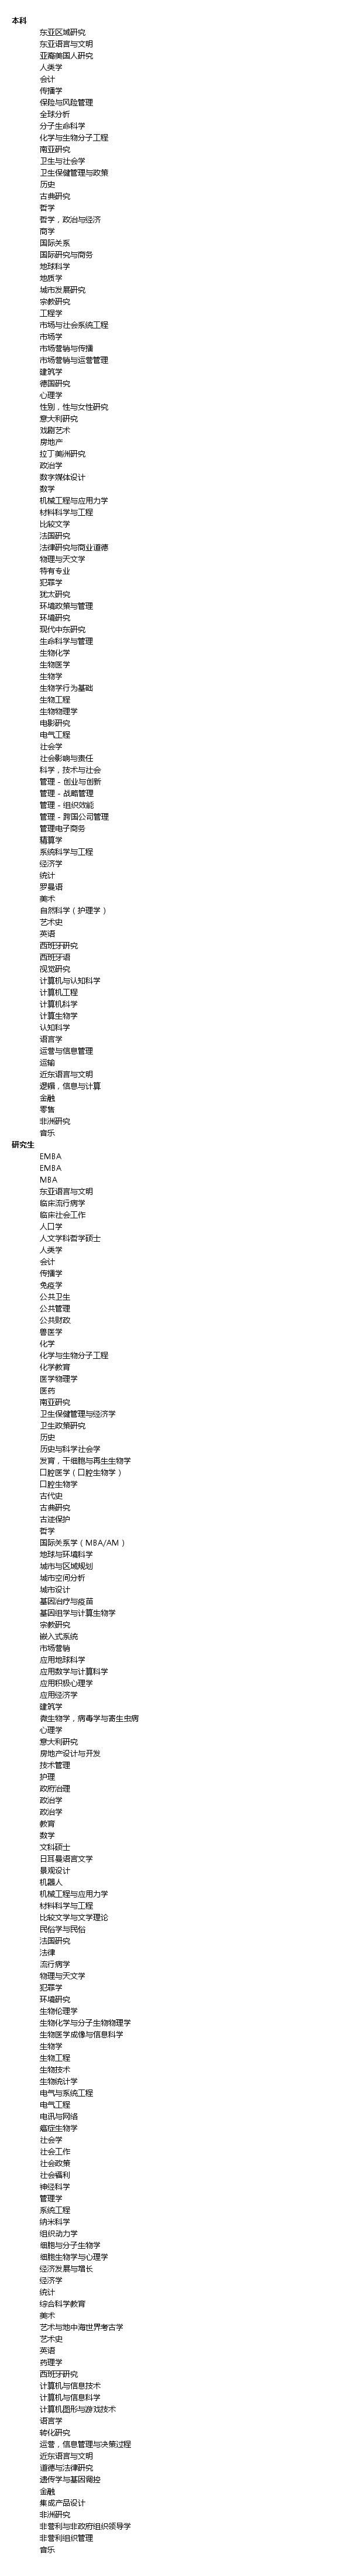 本科
东亚区域研究
东亚语言与文明
亚裔美国人研究
人类学
会计
传播学
保险与风险管理
全球分析
分子生命科学
化学与生物分子工程
南亚研究
卫生与社会学
卫生保健管理与政策
历史
古典研究
哲学
哲学，政治与经济
商学
国际关系
国际研究与商务
地球科学
地质学
城市发展研究
宗教研究
工程学
市场与社会系统工程
市场学
市场营销与传播
市场营销与运营管理
建筑学
德国研究
心理学
性别，性与女性研究
意大利研究
戏剧艺术
房地产
拉丁美洲研究
政治学
数字媒体设计
数学
机械工程与应用力学
材料科学与工程
比较文学
法国研究
法律研究与商业道德
物理与天文学
特有专业
犯罪学
犹太研究
环境政策与管理
环境研究
现代中东研究
生命科学与管理
生物化学
生物医学
生物学
生物学行为基础
生物工程
生物物理学
电影研究
电气工程
社会学
社会影响与责任
科学，技术与社会
管理 - 创业与创新
管理 - 战略管理
管理 - 组织效能
管理 - 跨国公司管理
管理电子商务
精算学
系统科学与工程
经济学
统计
罗曼语
美术
自然科学（护理学）
艺术史
英语
西班牙研究
西班牙语
视觉研究
计算机与认知科学
计算机工程
计算机科学
计算生物学
认知科学
语言学
运营与信息管理
运输
近东语言与文明
逻辑，信息与计算
金融
零售
非洲研究
音乐
研究生
EMBA
EMBA
MBA
东亚语言与文明
临床流行病学
临床社会工作
人口学
人文学科哲学硕士
人类学
会计
传播学
免疫学
公共卫生
公共管理
公共财政
兽医学
化学
化学与生物分子工程
化学教育
医学物理学
医药
南亚研究
卫生保健管理与经济学
卫生政策研究
历史
历史与科学社会学
发育，干细胞与再生生物学
口腔医学（口腔生物学）
口腔生物学
古代史
古典研究
古迹保护
哲学
国际关系学（MBA/AM）
地球与环境科学
城市与区域规划
城市空间分析
城市设计
基因治疗与疫苗
基因组学与计算生物学
宗教研究
嵌入式系统
市场营销
应用地球科学
应用数学与计算科学
应用积极心理学
应用经济学
建筑学
微生物学，病毒学与寄生虫病
心理学
意大利研究
房地产设计与开发
技术管理
护理
政府治理
政治学
政治学
教育
数学
文科硕士
日耳曼语言文学
景观设计
机器人
机械工程与应用力学
材料科学与工程
比较文学与文学理论
民俗学与民俗
法国研究
法律
流行病学
物理与天文学
犯罪学
环境研究
生物伦理学
生物化学与分子生物物理学
生物医学成像与信息科学
生物学
生物工程
生物技术
生物统计学
电气与系统工程
电气工程
电讯与网络
癌症生物学
社会学
社会工作
社会政策
社会福利
神经科学
管理学
系统工程
纳米科学
组织动力学
细胞与分子生物学
细胞生物学与心理学
经济发展与增长
经济学
统计
综合科学教育
美术
艺术与地中海世界考古学
艺术史
英语
药理学
西班牙研究
计算机与信息技术
计算机与信息科学
计算机图形与游戏技术
语言学
转化研究
运营，信息管理与决策过程
近东语言与文明
道德与法律研究
遗传学与基因调控
金融
集成产品设计
非洲研究
非营利与非政府组织领导学
非营利组织管理
音乐